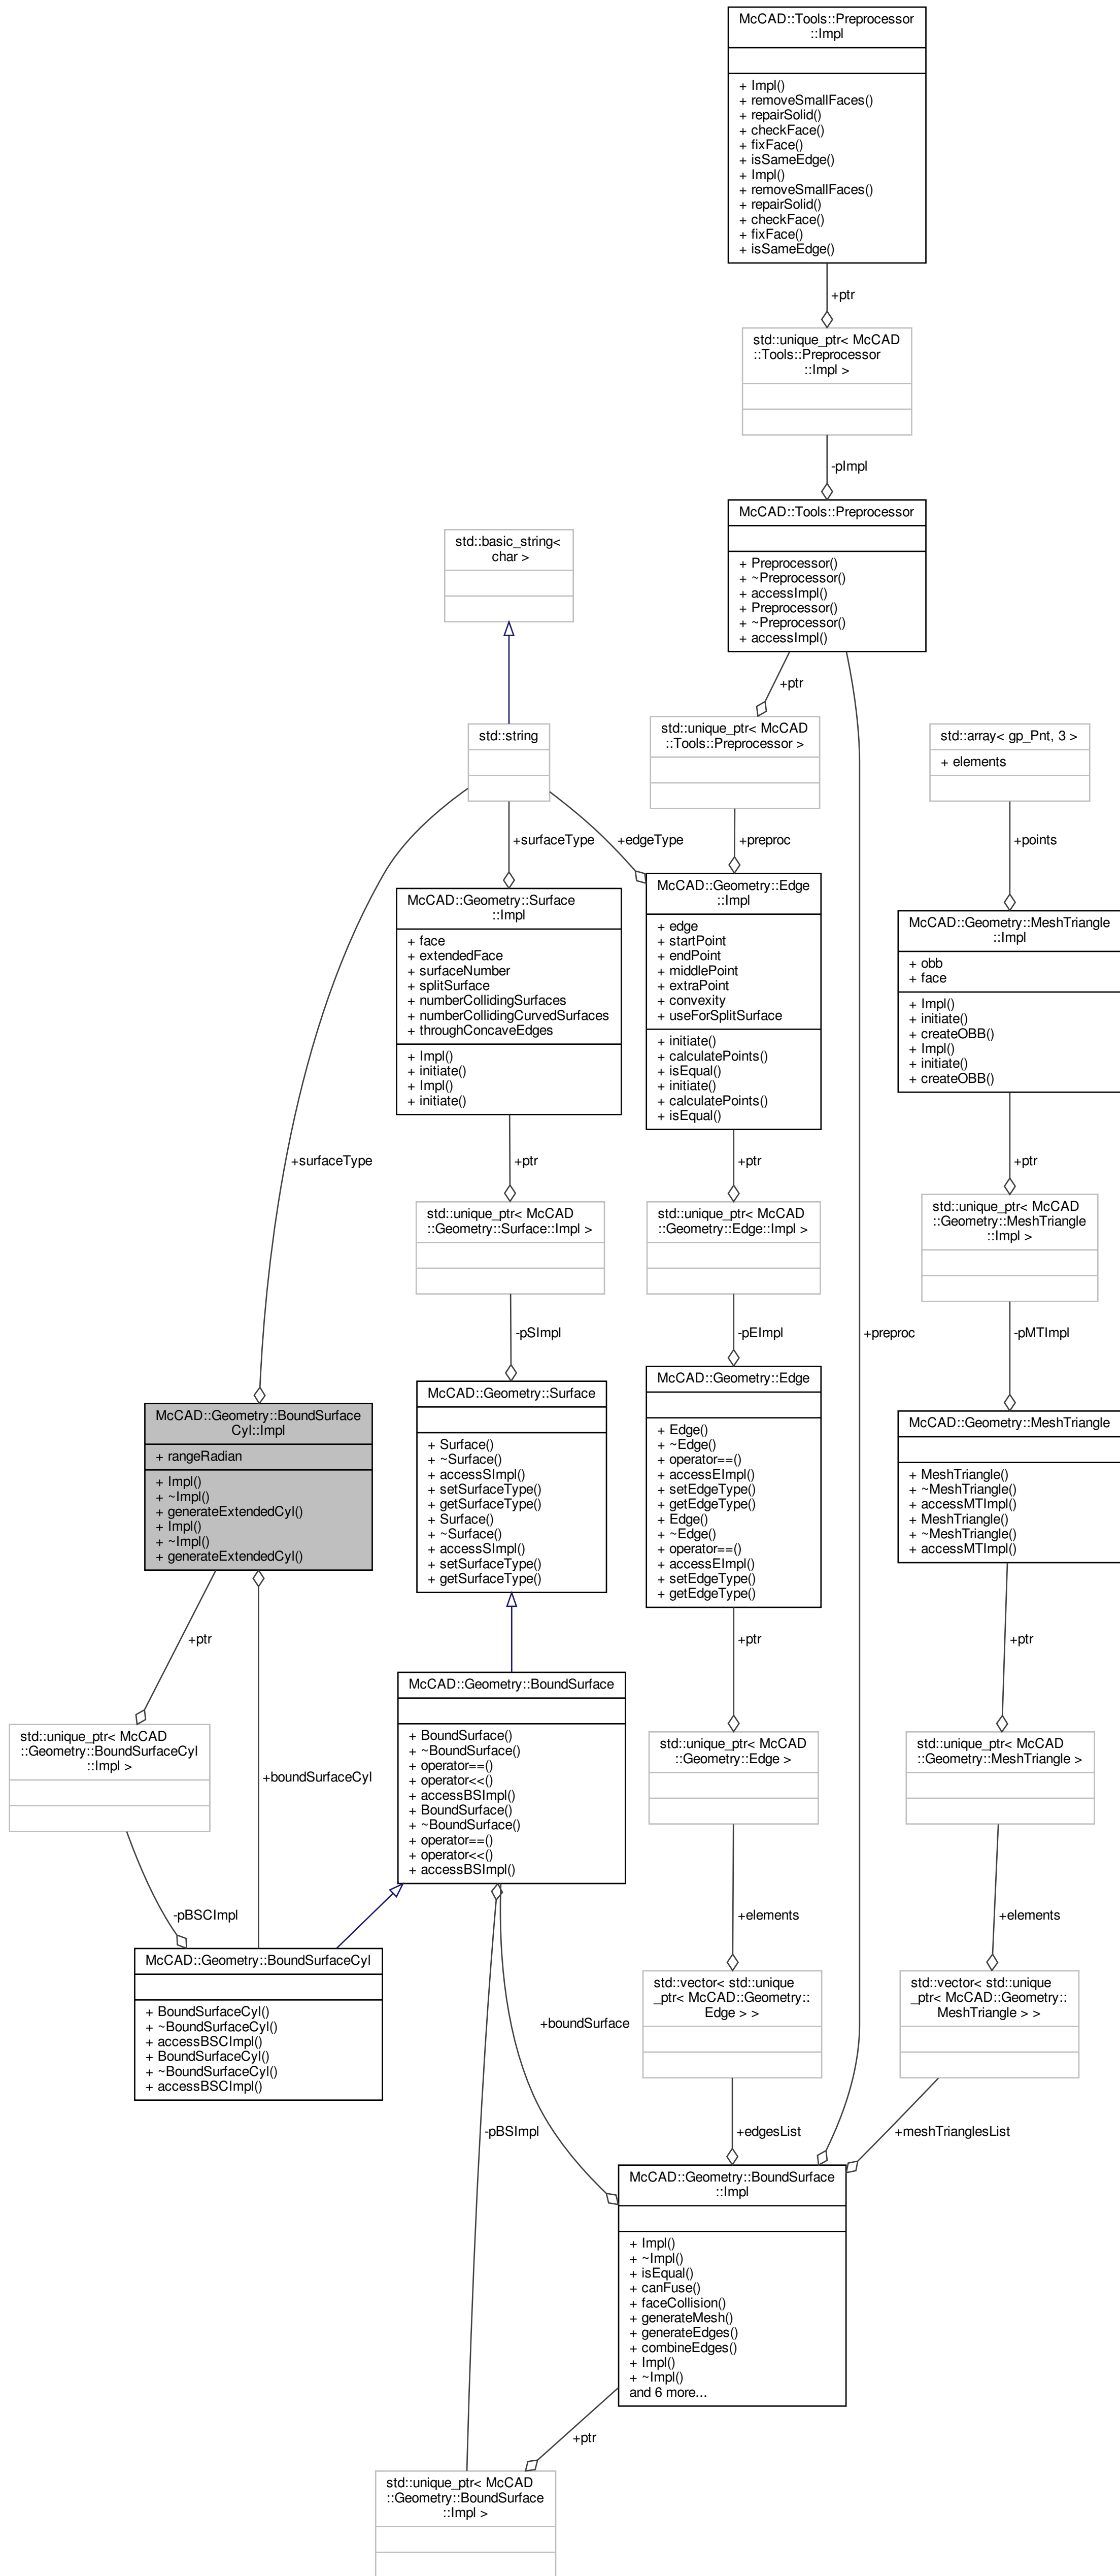 McCAD::Tools::Preprocessor
::Impl
+ Impl()
+ removeSmallFaces()
+ repairSolid()
+ checkFace()
+ fixFace()
+ isSameEdge()
+ Impl()
+ removeSmallFaces()
+ repairSolid()
+ checkFace()
+ fixFace()
+ isSameEdge()
+ptr
std::unique_ptr< McCAD
::Tools::Preprocessor
::Impl >
-pImpl
McCAD::Tools::Preprocessor
+ Preprocessor()
+ ~Preprocessor()
+ accessImpl()
+ Preprocessor()
+ ~Preprocessor()
+ accessImpl()
std::basic_string<
char >
+ptr
std::string
std::unique_ptr< McCAD
::Tools::Preprocessor >
std::array< gp_Pnt, 3 >
+ elements
+surfaceType
+edgeType
+preproc
+points
McCAD::Geometry::Surface
::Impl
+ face
+ extendedFace
+ surfaceNumber
+ splitSurface
+ numberCollidingSurfaces
+ numberCollidingCurvedSurfaces
+ throughConcaveEdges
+ Impl()
+ initiate()
+ Impl()
+ initiate()
McCAD::Geometry::Edge
::Impl
+ edge
+ startPoint
+ endPoint
+ middlePoint
+ extraPoint
+ convexity
+ useForSplitSurface
+ initiate()
+ calculatePoints()
+ isEqual()
+ initiate()
+ calculatePoints()
+ isEqual()
McCAD::Geometry::MeshTriangle
::Impl
+ obb
+ face
+ Impl()
+ initiate()
+ createOBB()
+ Impl()
+ initiate()
+ createOBB()
+surfaceType
+ptr
+ptr
+ptr
std::unique_ptr< McCAD
::Geometry::Surface::Impl >
std::unique_ptr< McCAD
::Geometry::Edge::Impl >
std::unique_ptr< McCAD
::Geometry::MeshTriangle
::Impl >
-pSImpl
-pEImpl
+preproc
-pMTImpl
McCAD::Geometry::BoundSurface
Cyl::Impl
+ rangeRadian
+ Impl()
+ ~Impl()
+ generateExtendedCyl()
+ Impl()
+ ~Impl()
+ generateExtendedCyl()
McCAD::Geometry::Surface
+ Surface()
+ ~Surface()
+ accessSImpl()
+ setSurfaceType()
+ getSurfaceType()
+ Surface()
+ ~Surface()
+ accessSImpl()
+ setSurfaceType()
+ getSurfaceType()
McCAD::Geometry::Edge
+ Edge()
+ ~Edge()
+ operator==()
+ accessEImpl()
+ setEdgeType()
+ getEdgeType()
+ Edge()
+ ~Edge()
+ operator==()
+ accessEImpl()
+ setEdgeType()
+ getEdgeType()
McCAD::Geometry::MeshTriangle
+ MeshTriangle()
+ ~MeshTriangle()
+ accessMTImpl()
+ MeshTriangle()
+ ~MeshTriangle()
+ accessMTImpl()
+ptr
+ptr
+ptr
std::unique_ptr< McCAD
::Geometry::BoundSurfaceCyl
::Impl >
+boundSurfaceCyl
McCAD::Geometry::BoundSurface
+ BoundSurface()
+ ~BoundSurface()
+ operator==()
+ operator<<()
+ accessBSImpl()
+ BoundSurface()
+ ~BoundSurface()
+ operator==()
+ operator<<()
+ accessBSImpl()
std::unique_ptr< McCAD
::Geometry::Edge >
std::unique_ptr< McCAD
::Geometry::MeshTriangle >
-pBSCImpl
+elements
+elements
McCAD::Geometry::BoundSurfaceCyl
+ BoundSurfaceCyl()
+ ~BoundSurfaceCyl()
+ accessBSCImpl()
+ BoundSurfaceCyl()
+ ~BoundSurfaceCyl()
+ accessBSCImpl()
+boundSurface
std::vector< std::unique
_ptr< McCAD::Geometry::
Edge > >
std::vector< std::unique
_ptr< McCAD::Geometry::
MeshTriangle > >
-pBSImpl
+edgesList
+meshTrianglesList
McCAD::Geometry::BoundSurface
::Impl
+ Impl()
+ ~Impl()
+ isEqual()
+ canFuse()
+ faceCollision()
+ generateMesh()
+ generateEdges()
+ combineEdges()
+ Impl()
+ ~Impl()
and 6 more...
+ptr
std::unique_ptr< McCAD
::Geometry::BoundSurface
::Impl >